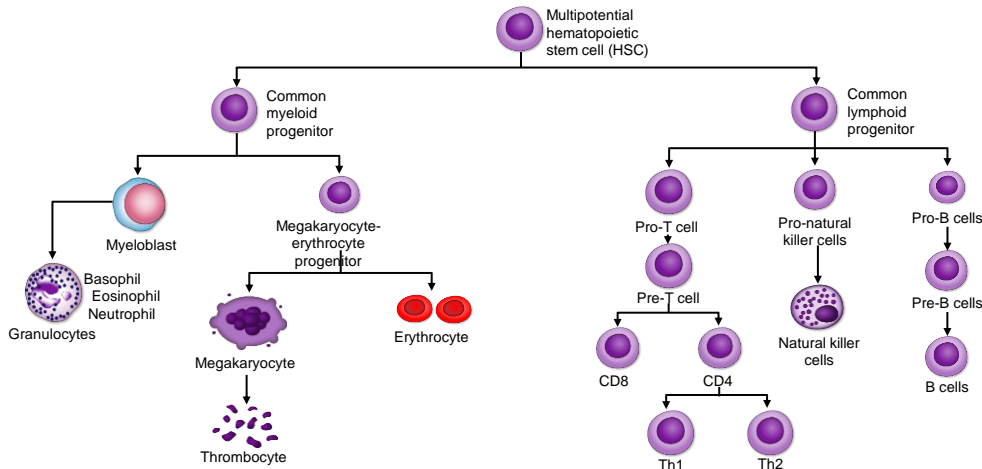 Multipotential
hematopoietic
stem cell (HSC)
Common
myeloid
progenitor
Common
lymphoid
progenitor
Myeloblast
Megakaryocyte-
erythrocyte
progenitor
Pro-T cell
Pro-natural
killer cells
Pro-B cells
Basophil
Eosinophil
Neutrophil
Granulocytes
Megakaryocyte
Erythrocyte
Pre-T cell
Pre-B cells
Natural killer
cells
CD8
CD4
B cells
Thrombocyte
Th1
Th2